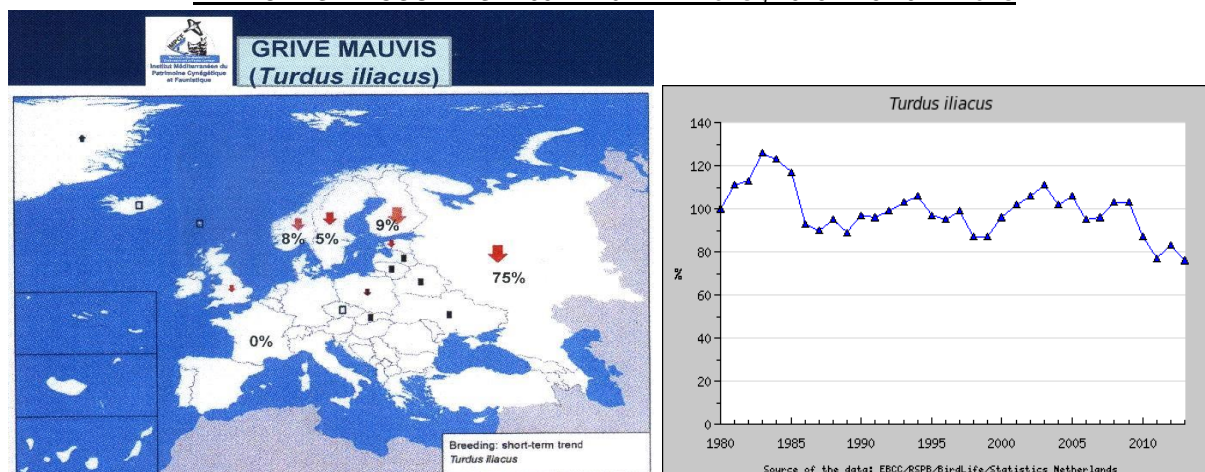 GRIVE MAUVIS
(Turdus iliacus)
Institut Méditerranéen du
Patrimoine Cynégétique
et Faunistique
8%
5%
9%
75%
0%
Breeding: short-term trend
Turdus iliacus
Turdus iliacus
140
120
100
80
60
40
20
0
%
1980
1985
1990
1995
2000
2005
2010
Source of the data: EBCC/RSPB/BirdLife/Statistics Netherlands